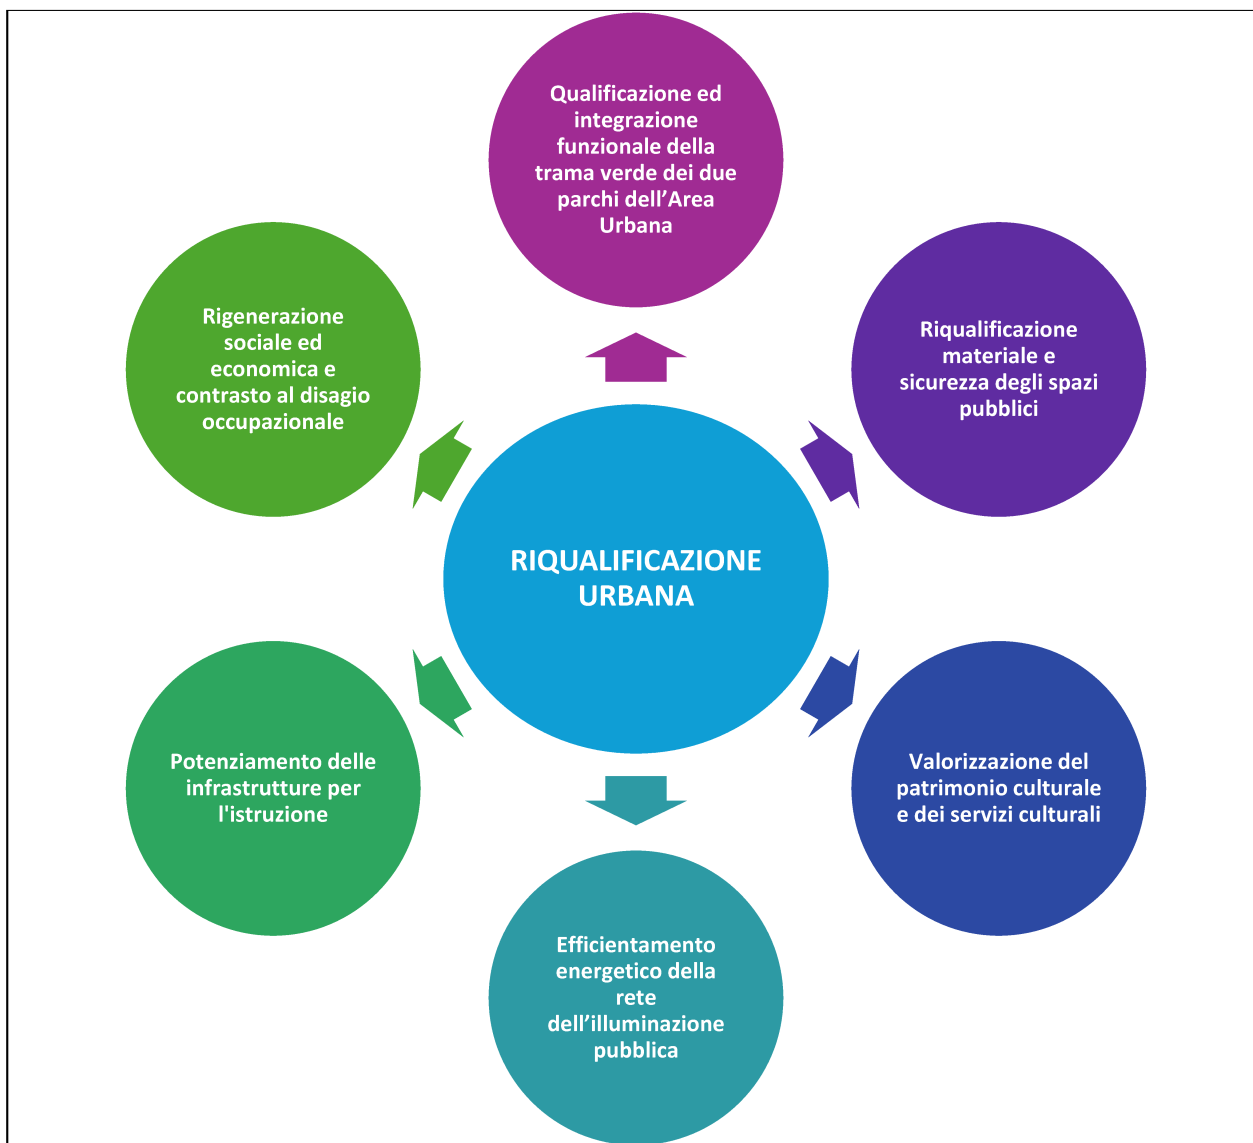 Qualificazione ed
integrazione
funzionale della
trama verde dei due
parchi dell’Area
Urbana
Rigenerazione
sociale ed
economica e
contrasto al disagio
occupazionale
Riqualificazione
materiale e
sicurezza degli spazi
pubblici
RIQUALIFICAZIONE
URBANA
Potenziamento delle
infrastrutture per
l'istruzione
Valorizzazione del
patrimonio culturale
e dei servizi culturali
Efficientamento
energetico della
rete
dell’illuminazione
pubblica